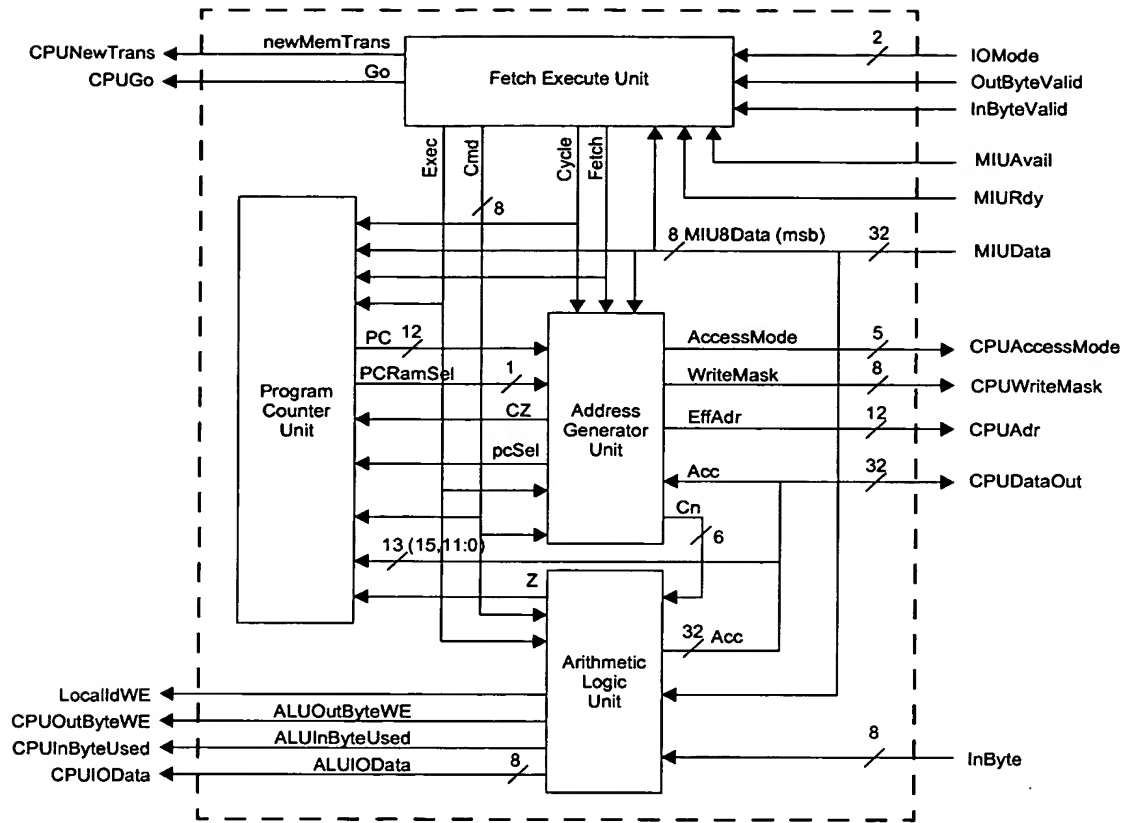 newMemTrans
CPUNewTrans
Go
CPUGo
Fetch Execute Unit
2
IOMode
OutByteValid
InByteValid
MIUAvail
MIURdy
Exec
Cmd
Cycle
Fetch
8
8 MIU8Data (msb)
32
MIUData
PC 12
PCRamSel 1
CZ
pcSel
Program
Counter
Unit
Address
Generator
Unit
AccessMode
5
CPUAccessMode
WriteMask
8
CPUWriteMask
EffAdr
12
CPUAdr
Acc
32
CPUDataOut
Cn
6
13 (15,11:0)
Z
32 Acc
Arithmetic
Logic
Unit
LocalIdWE
CPUOutByteWE
ALUOutByteWE
CPUInByteUsed
ALUInByteUsed
CPUIOData
ALUIOData
8
8
InByte